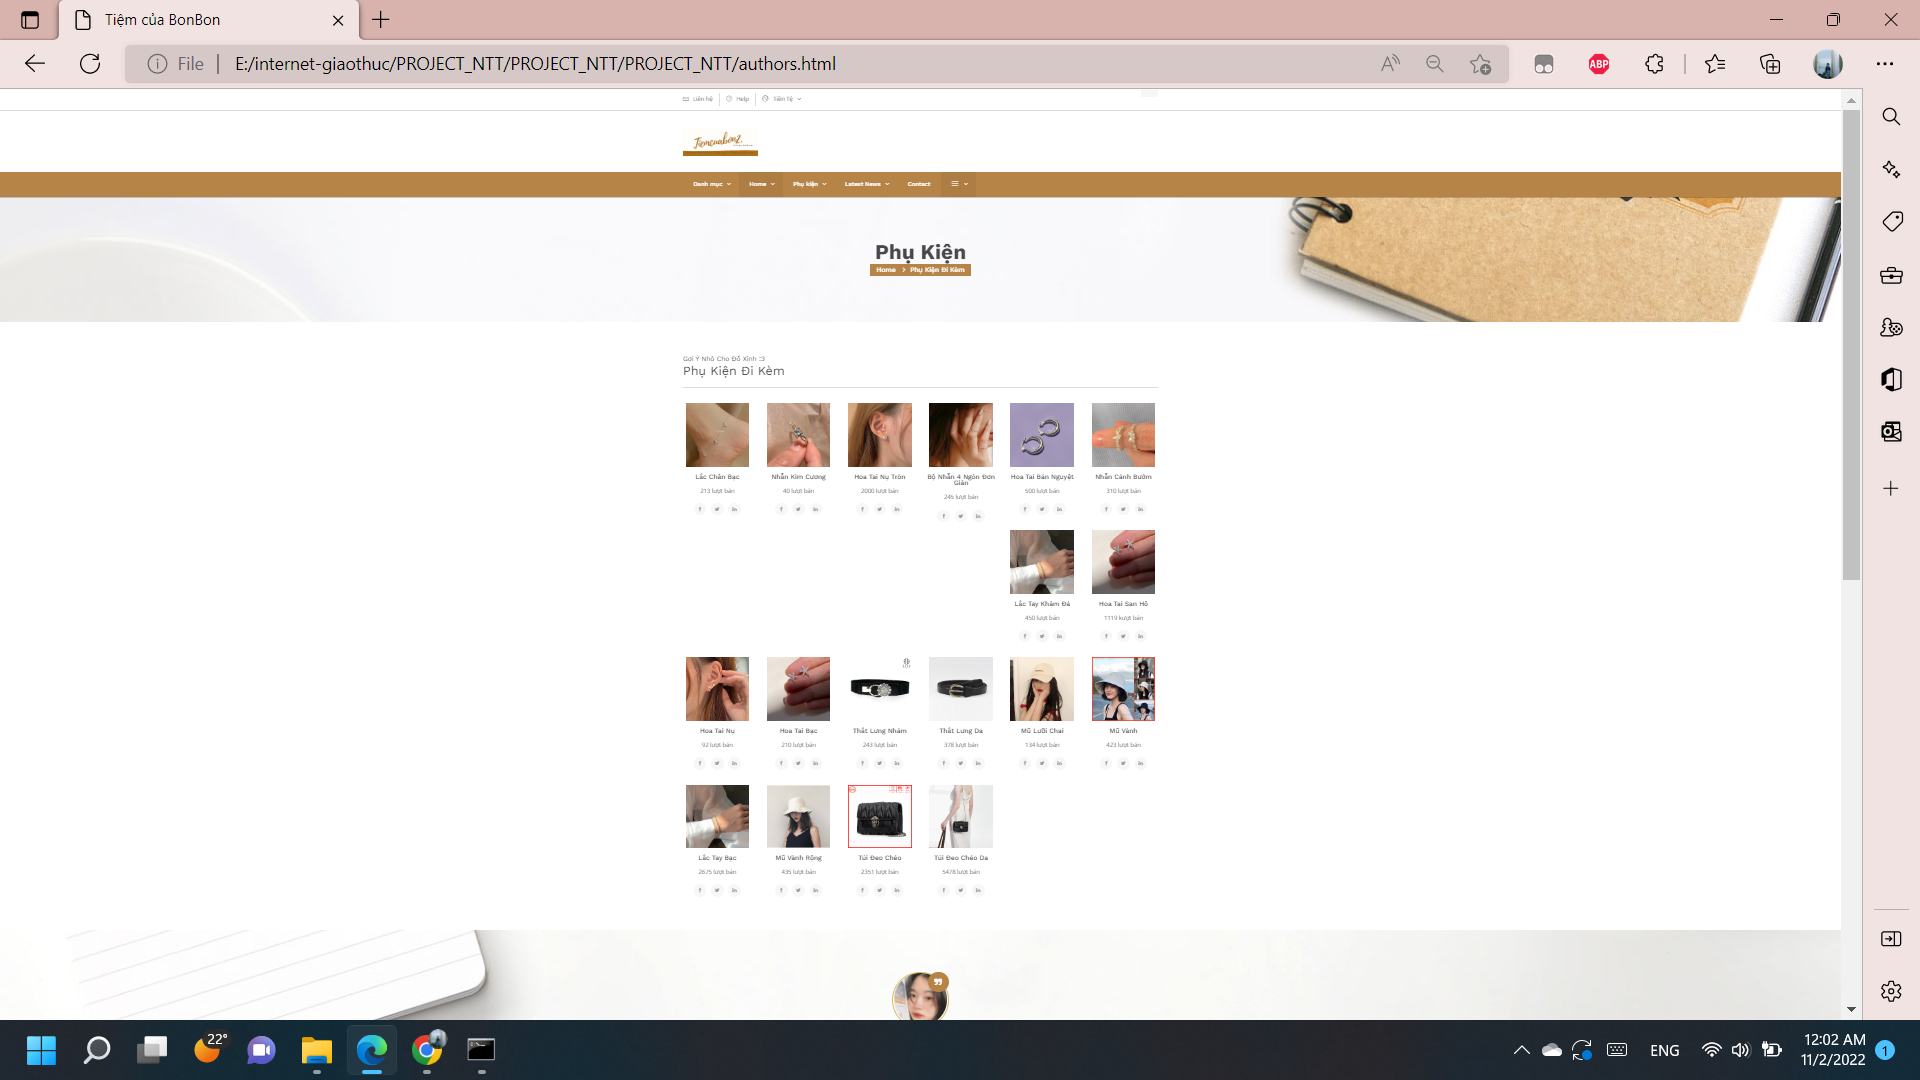 Tiệm của BonBon
File
E:/internet-giaothuc/PROJECT_NTT/PROJECT_NTT/PROJECT_NTT/authors.html
ABP
Liên hệ
Help
Tiền tệ
Tiemcuabon2.
Danh mục
Home
Phụ kiện
Latest News
Contact
Phụ Kiện
Home > Phụ Kiện Đi Kèm
Gợi Ý Nhỏ Cho Đồ Xinh :3
Phụ Kiện Đi Kèm
Lắc Chân Bạc
213 lượt bán
Nhẫn Kim Cương
40 lượt bán
Hoa Tai Nụ Tròn
2000 lượt bán
Bộ Nhẫn 4 Ngón Đơn
Giản
245 lượt bán
Hoa Tai Bán Nguyệt
500 lượt bán
Nhẫn Cánh Bướm
310 lượt bán
Lắc Tay Khảm Đá
450 lượt bán
Hoa Tai San Hô
1119 kượt bán
Hoa Tai Nụ
92 lượt bán
Hoa Tai Bạc
210 lượt bán
Thắt Lưng Nhám
243 lượt bán
Thắt Lưng Da
378 lượt bán
Mũ Lưỡi Chai
134 lượt bán
Mũ Vành
423 lượt bán
Lắc Tay Bạc
2675 lượt bán
Mũ Vành Rộng
435 lượt bán
Túi Đeo Chéo
2351 lượt bán
Túi Đeo Chéo Da
5478 lượt bán
22°
ENG
12:02 AM
11/2/2022
1